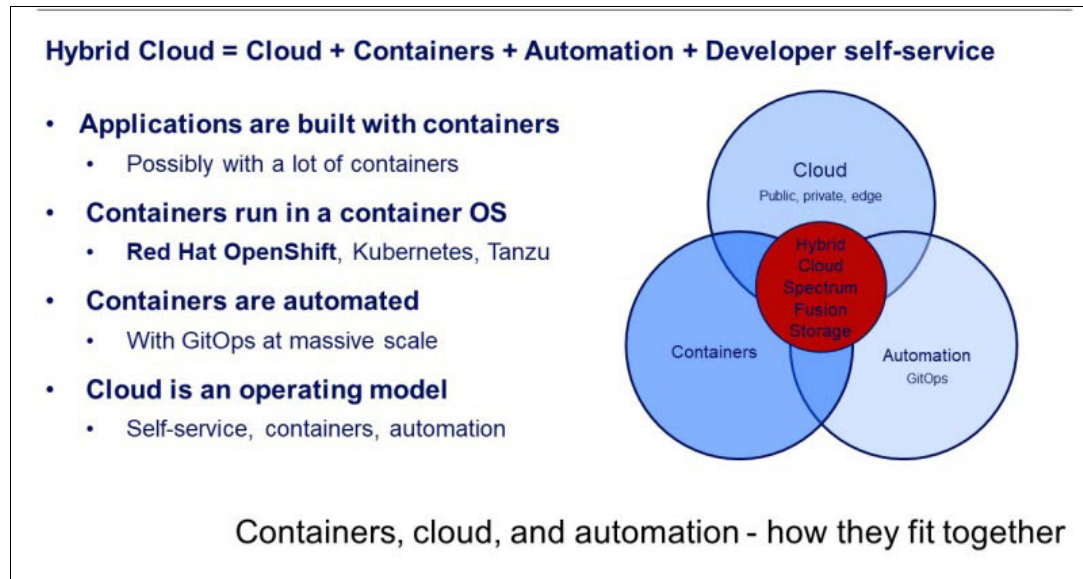 Hybrid Cloud = Cloud + Containers + Automation + Developer self-service
• Applications are built with containers
• Possibly with a lot of containers
• Containers run in a container OS
• Red Hat OpenShift, Kubernetes, Tanzu
• Containers are automated
• With GitOps at massive scale
• Cloud is an operating model
• Self-service, containers, automation
Cloud
Public, private, edge
Hybrid
Cloud
Spectrum
Fusion
Storage
Containers
Automation
GitOps
Containers, cloud, and automation - how they fit together